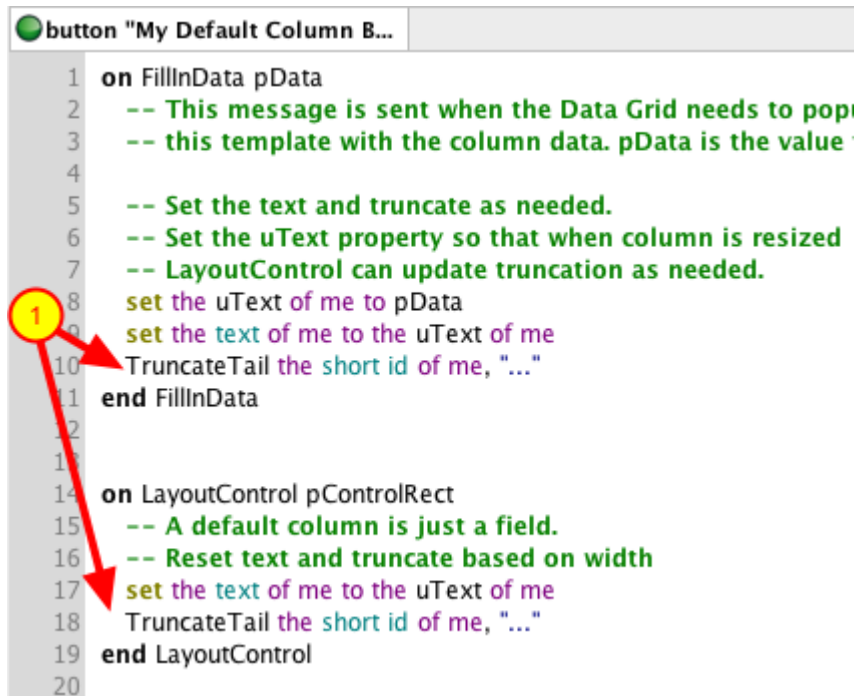 button "My Default Column B...
1 on FillInData pData
2 -- This message is sent when the Data Grid needs to popu
3 -- this template with the column data. pData is the value
4
5 -- Set the text and truncate as needed.
6 -- Set the uText property so that when column is resized
7 -- LayoutControl can update truncation as needed.
1
8 set the uText of me to pData
9 set the text of me to the uText of me
10 TruncateTail the short id of me, "..."
11 end FillInData
12
13
14 on LayoutControl pControlRect
15 -- A default column is just a field.
16 -- Reset text and truncate based on width
17 set the text of me to the uText of me
18 TruncateTail the short id of me, "..."
19 end LayoutControl
20